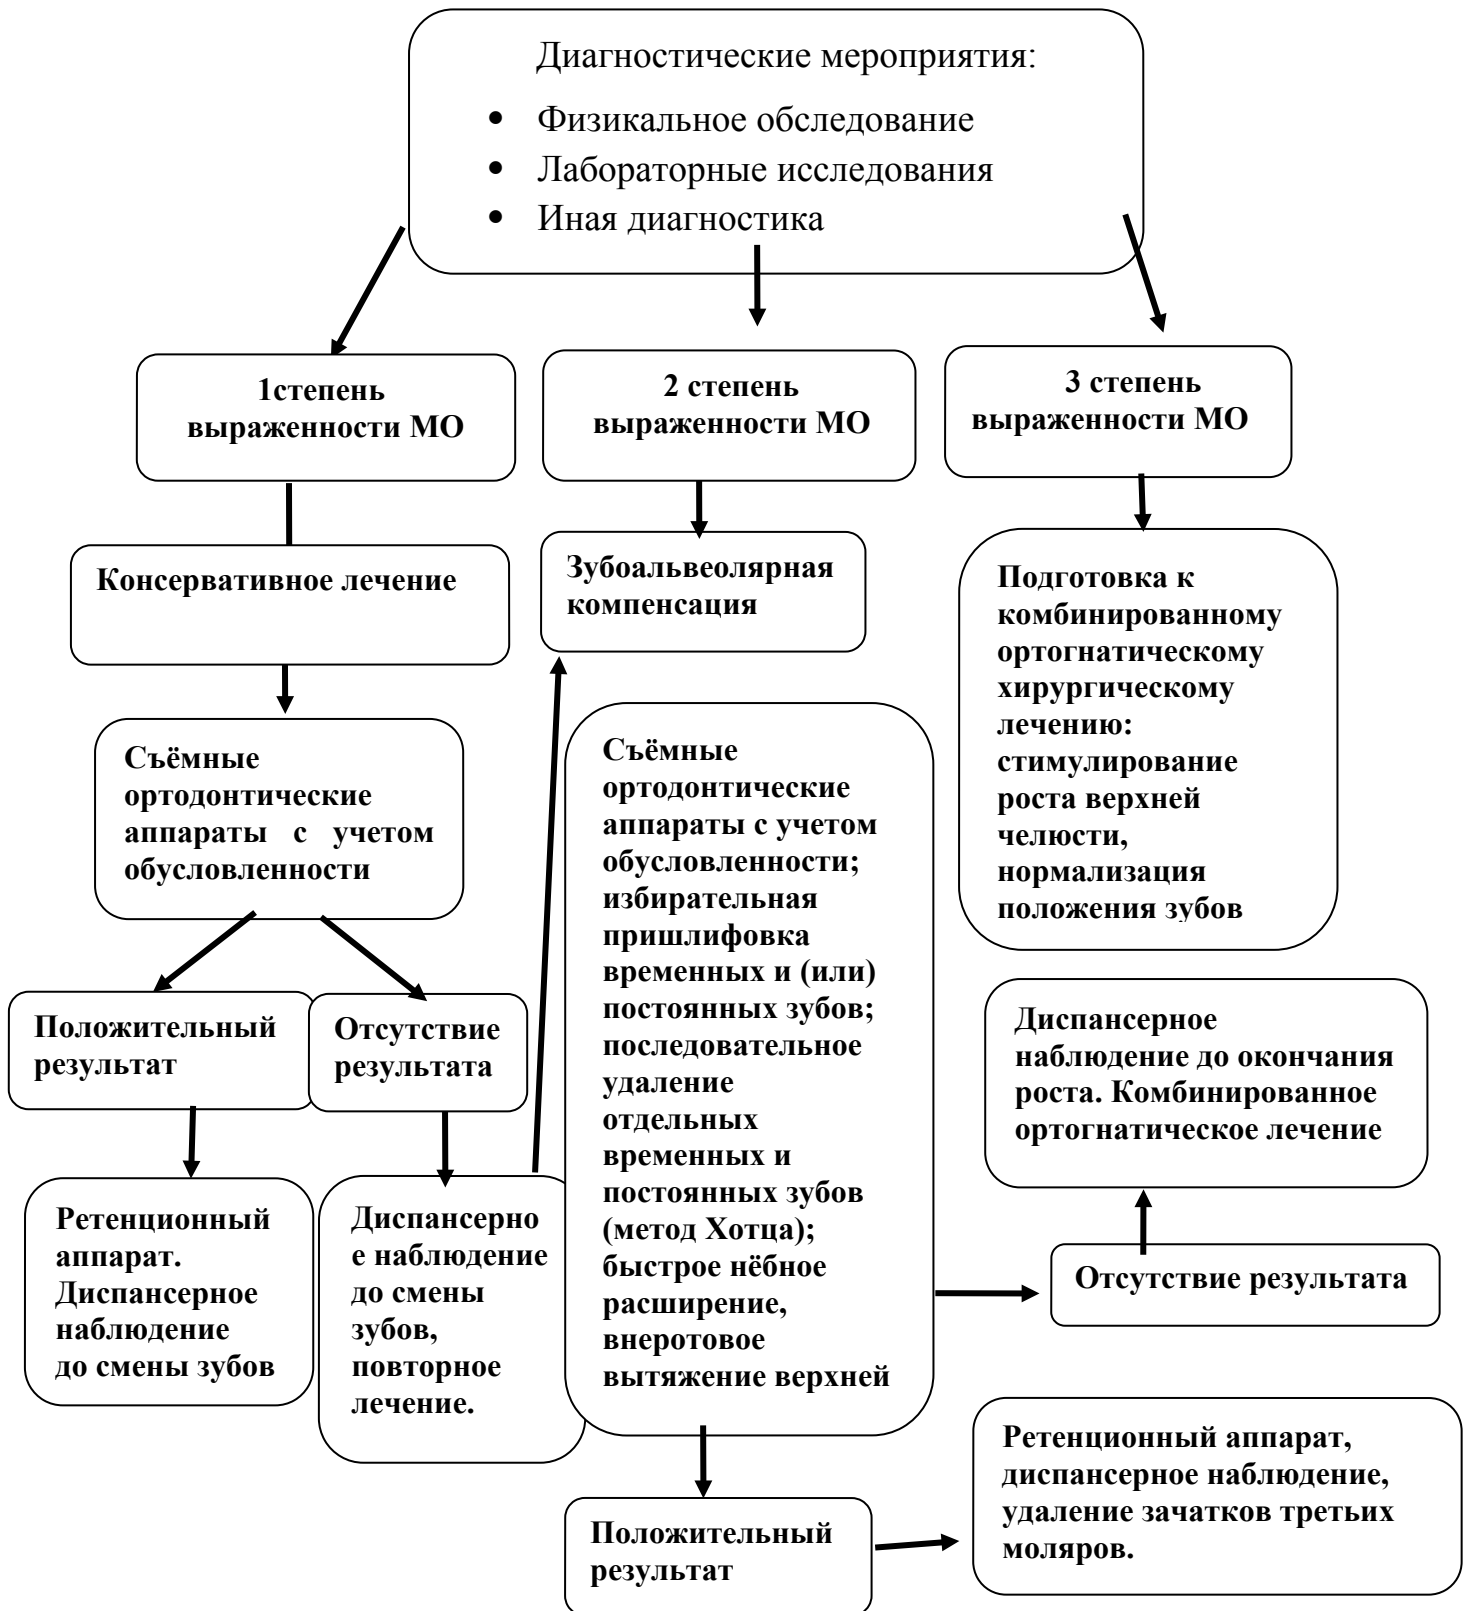 Диагностические мероприятия:
• Физикальное обследование
• Лабораторные исследования
• Иная диагностика
1степень
выраженности МО
2 степень
выраженности МО
3 степень
выраженности МО
Консервативное лечение
Зубоальвеолярная
компенсация
Подготовка к
комбинированному
ортогнатическому
хирургическому
лечению:
стимулирование
роста верхней
челюсти,
нормализация
положения зубов
Съёмные
ортодонтические
аппараты с учетом
обусловленности
Съёмные
ортодонтические
аппараты с учетом
обусловленности;
избирательная
пришлифовка
временных и (или)
постоянных зубов;
последовательное
удаление
отдельных
временных и
постоянных зубов
(метод Хотца);
быстрое нёбное
расширение,
внеротовое
вытяжение верхней
Положительный
результат
Отсутствие
результата
Диспансерное
наблюдение до окончания
роста. Комбинированное
ортогнатическое лечение
Ретенционный
аппарат.
Диспансерное
наблюдение
до смены зубов
Диспансерно
е наблюдение
до смены
зубов,
повторное
лечение.
Отсутствие результата
Положительный
результат
Ретенционный аппарат,
диспансерное наблюдение,
удаление зачатков третьих
моляров.